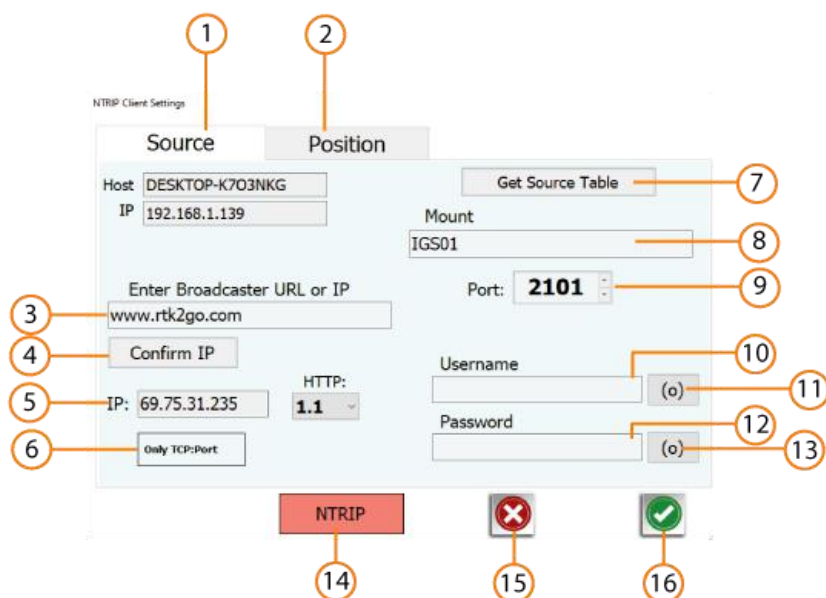 1
2
NTRIP Client Settings
Source
Position
Host DESKTOP-K7O3NKG
Get Source Table
7
IP 192.168.1.139
Mount
IGS01
8
Enter Broadcaster URL or IP
Port: 2101
9
3
www.rtk2go.com
4
Confirm IP
10
Username
HTTP:
(o)
11
5
IP: 69.75.31.235
1.1
Password
12
6
Only TCP:Port
(o)
13
NTRIP
14
15
16